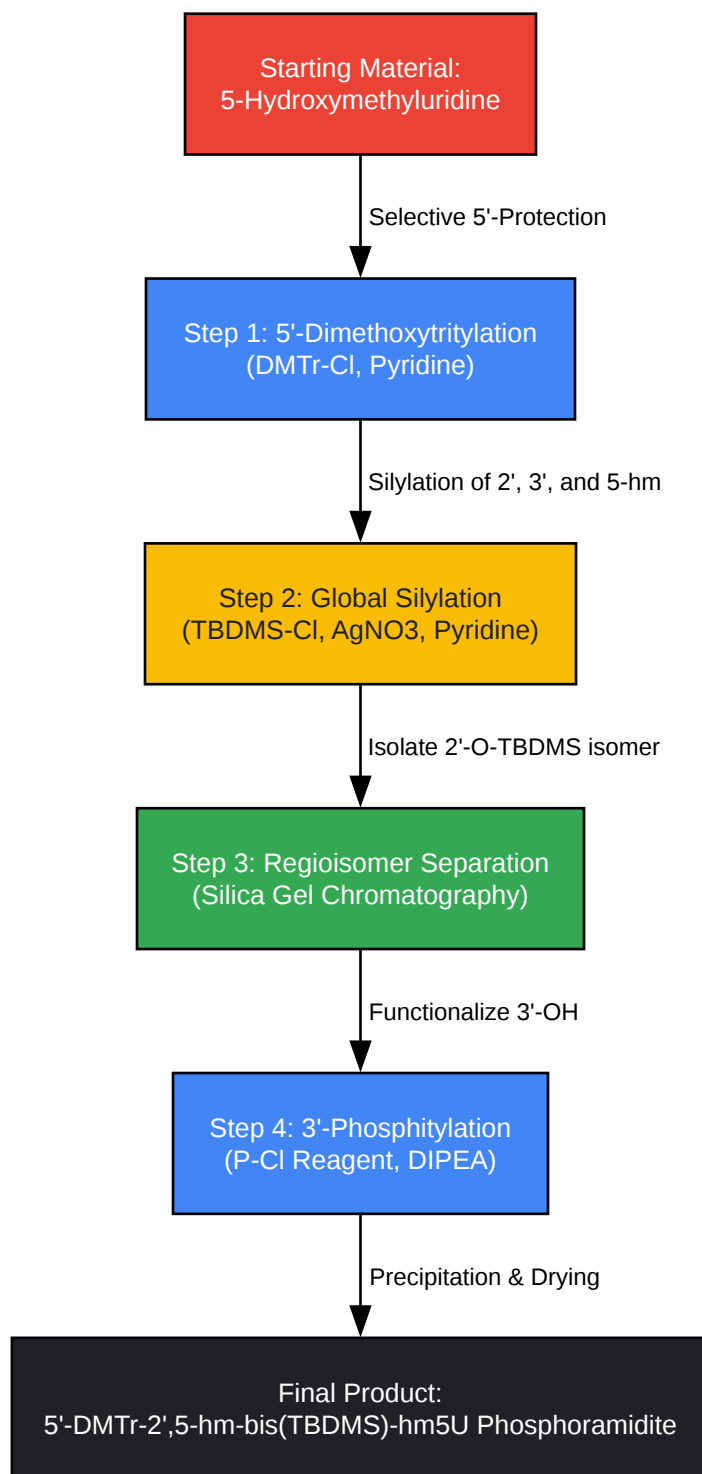 Starting Material:
5-Hydroxymethyluridine
Selective 5'-Protection
Step 1: 5'-Dimethoxytritylation
(DMTr-Cl, Pyridine)
Silylation of 2', 3', and 5-hm
Step 2: Global Silylation
(TBDMS-Cl, AgNO3, Pyridine)
Isolate 2'-O-TBDMS isomer
Step 3: Regioisomer Separation
(Silica Gel Chromatography)
Functionalize 3'-OH
Step 4: 3'-Phosphitylation
(P-Cl Reagent, DIPEA)
Precipitation & Drying
Final Product:
5'-DMTr-2',5-hm-bis(TBDMS)-hm5U Phosphoramidite